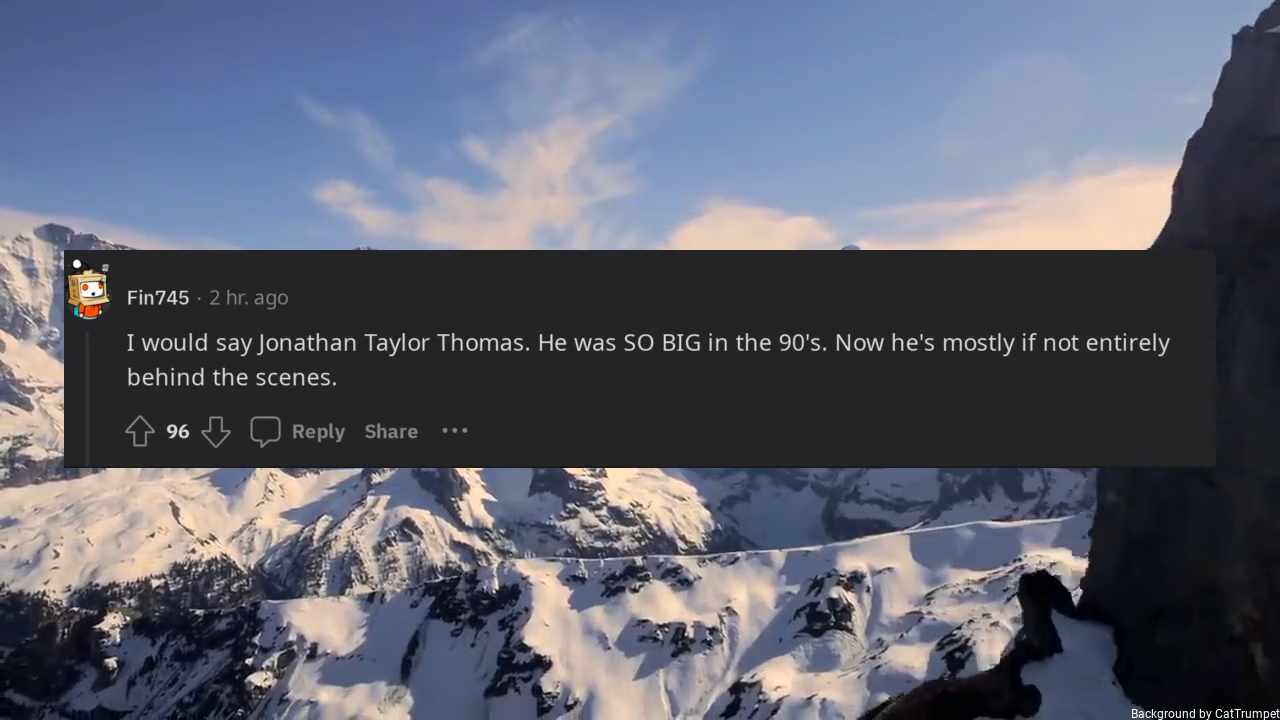 Fin745 · 2 hr. ago
I would say Jonathan Taylor Thomas. He was SO BIG in the 90's. Now he's mostly if not entirely
behind the scenes.
96 Reply Share ···
Background by CatTrumpet